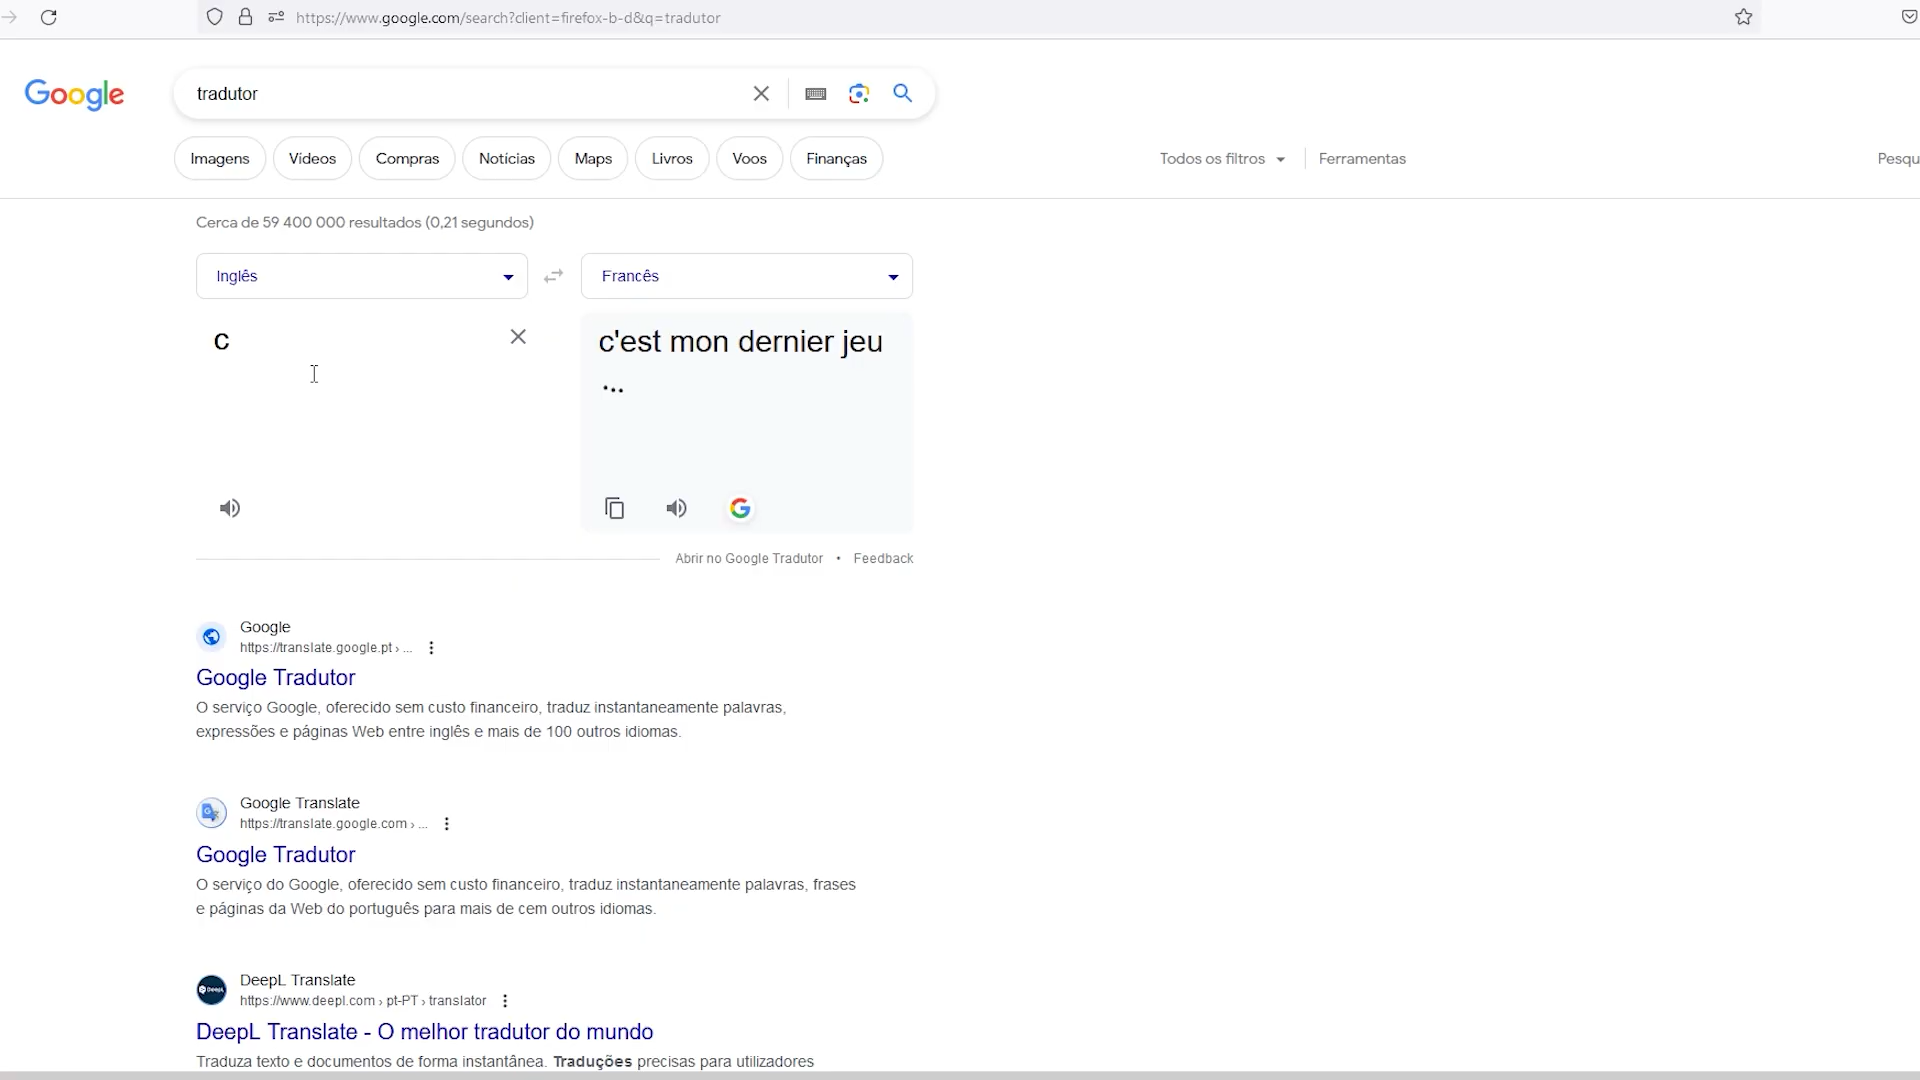 https://www.google.com/search?client=firefox-b-d&q=tradutor
Google
tradutor
Imagens
Vídeos
Compras
Notícias
Maps
Livros
Voos
Finanças
Todos os filtros
Ferramentas
Pesqu
Cerca de 59 400 000 resultados (0,21 segundos)
Inglês
Francês
c
c'est mon dernier jeu
...
Abrir no Google Tradutor • Feedback
Google
https://translate.google.pt › ...
Google Tradutor
O serviço Google, oferecido sem custo financeiro, traduz instantaneamente palavras,
expressões e páginas Web entre inglês e mais de 100 outros idiomas.
Google Translate
https://translate.google.com › ...
Google Tradutor
O serviço do Google, oferecido sem custo financeiro, traduz instantaneamente palavras, frases
e páginas da Web do português para mais de cem outros idiomas.
DeepL
DeepL Translate
https://www.deepl.com › pt-PT › translator
DeepL Translate - O melhor tradutor do mundo
Traduza texto e documentos de forma instantânea. Traduções precisas para utilizadores